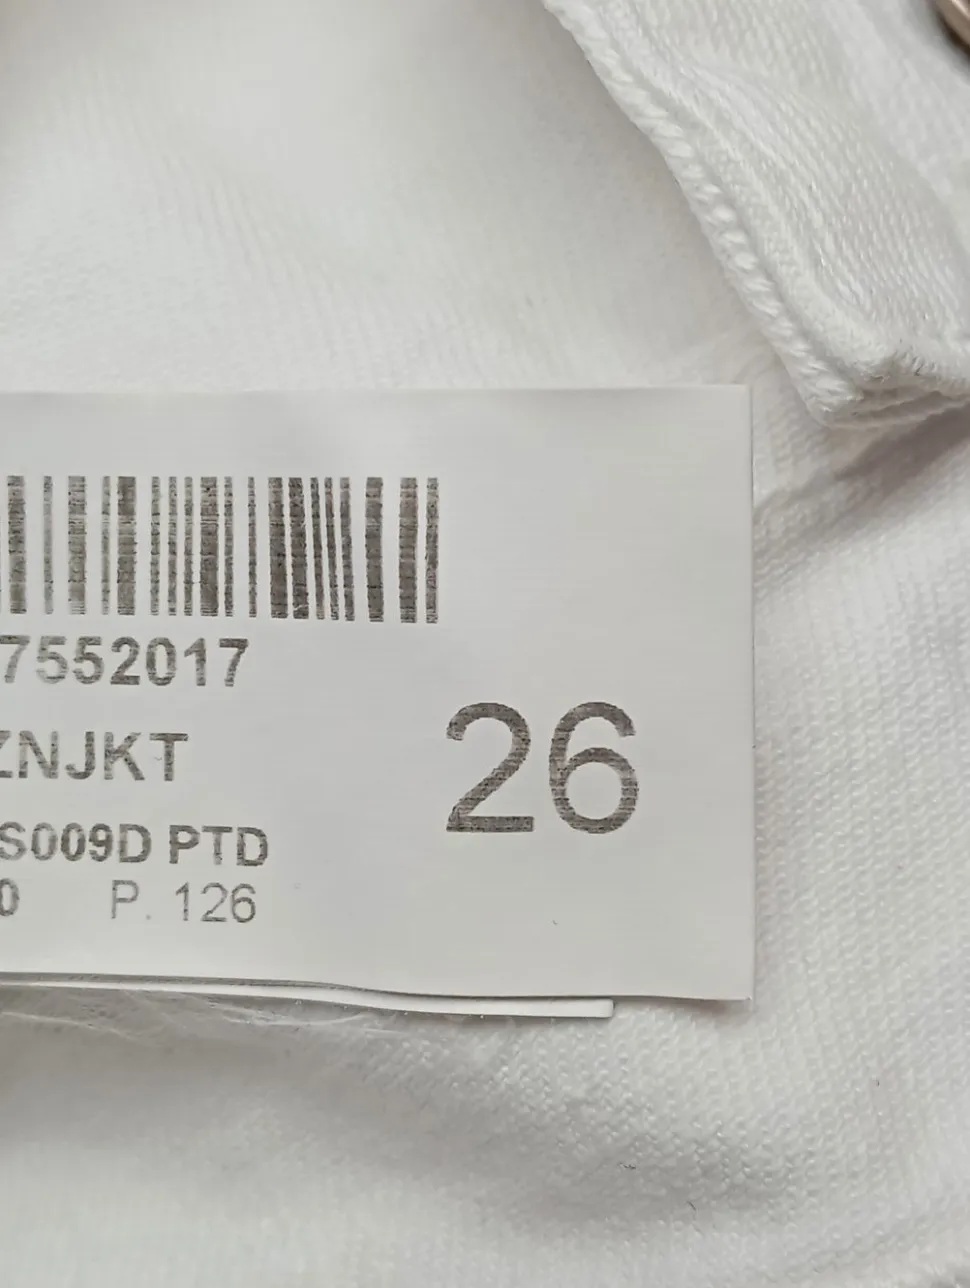 7552017
ZNJKT
26
S009D PTD
0 P. 126